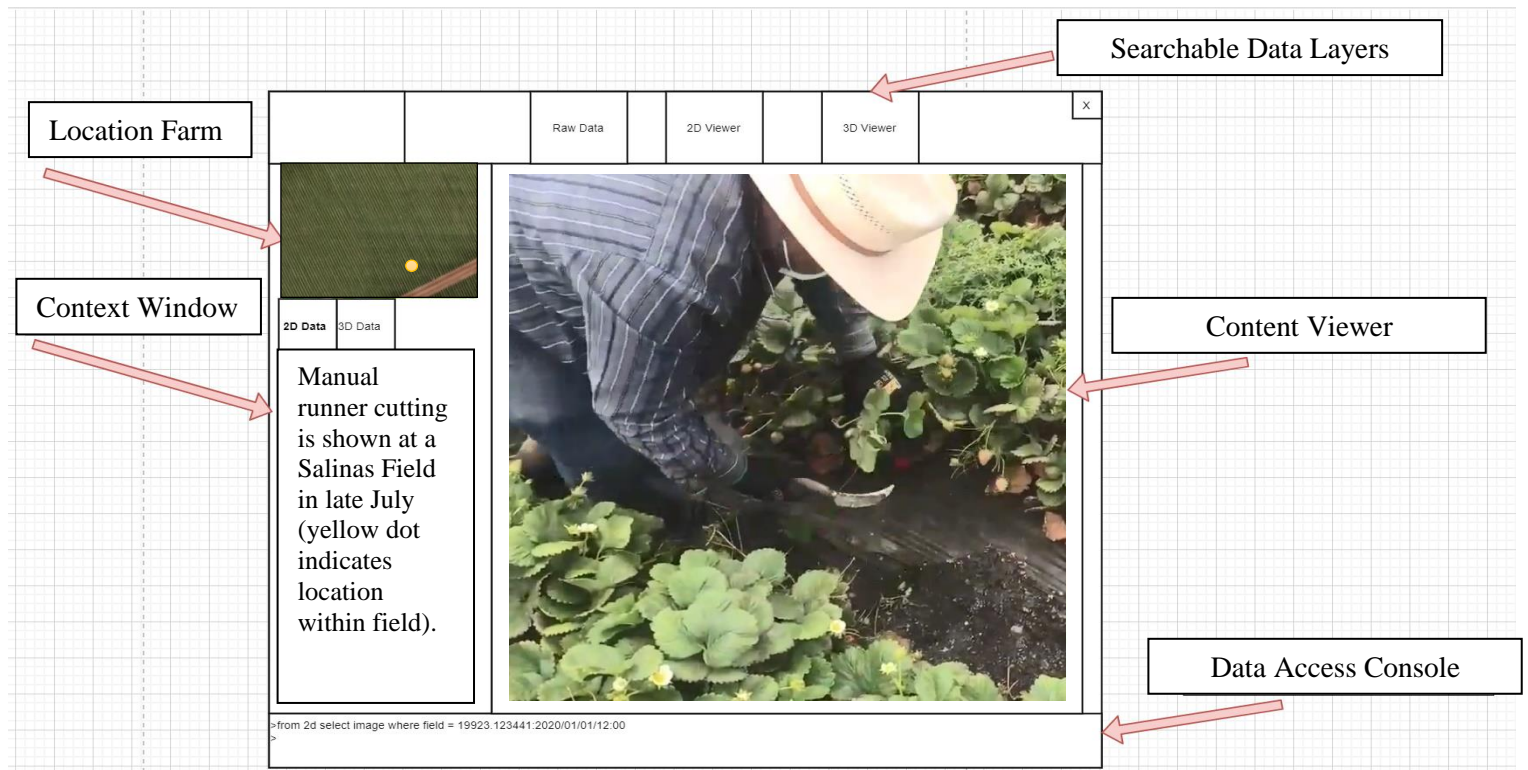 Searchable Data Layers
X
Location Farm
Raw Data
2D Viewer
3D Viewer
Context Window
2D Data
3D Data
Content Viewer
Manual
runner cutting
is shown at a
Salinas Field
in late July
(yellow dot
indicates
location
within field).
Data Access Console
>from 2d select image where field = 19923.123441:2020/01/01/12:00
>